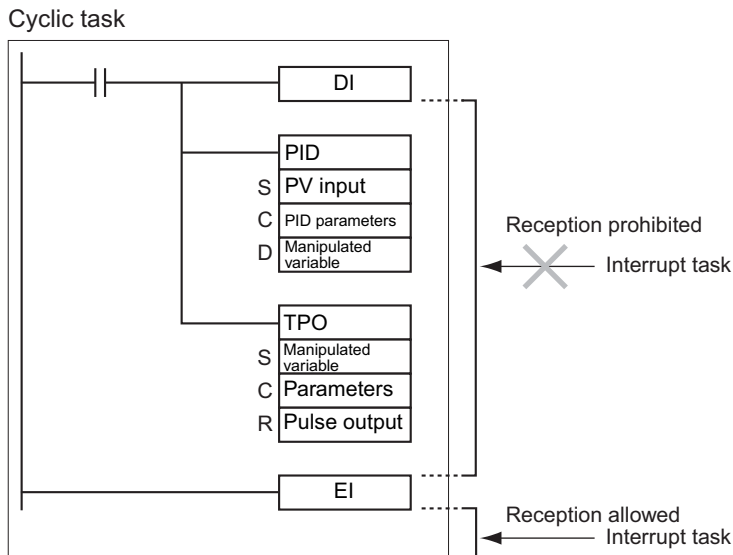 Cyclic task
DI
PID
S PV input
C PID parameters
D Manipulated
variable
Reception prohibited
Interrupt task
TPO
S Manipulated
variable
C Parameters
R Pulse output
EI
Reception allowed
Interrupt task